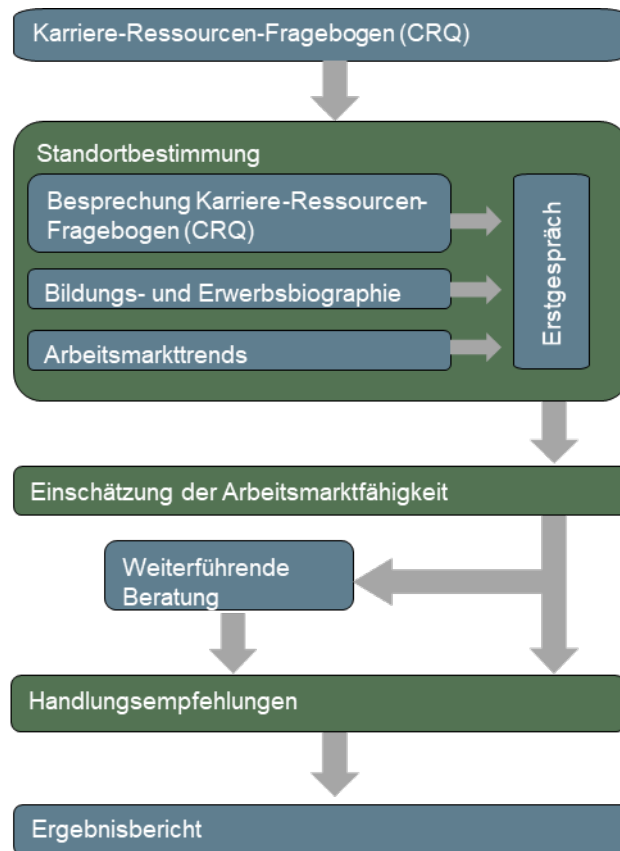 Karriere-Ressourcen-Fragebogen (CRQ)
Standortbestimmung
Besprechung Karriere-Ressourcen-
Fragebogen (CRQ)
Bildungs- und Erwerbsbiographie
Arbeitsmarkttrends
Erstgespräch
Einschätzung der Arbeitsmarktfähigkeit
Weiterführende
Beratung
Handlungsempfehlungen
Ergebnisbericht